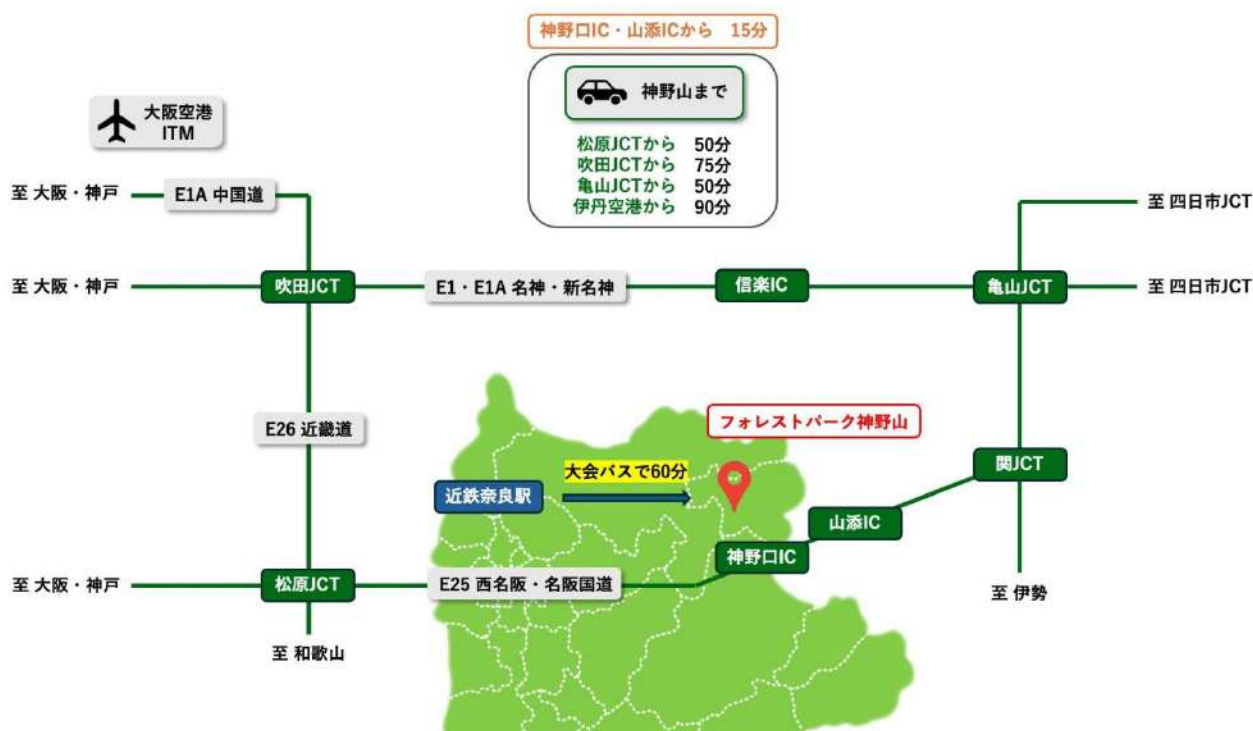 神野口IC・山添ICから 15分
神野山まで
松原JCTから 50分
吹田JCTから 75分
亀山JCTから 50分
伊丹空港から 90分
大阪空港
ITM
至 大阪・神戸
E1A 中国道
至 四日市JCT
至 大阪・神戸
吹田JCT
E1・E1A 名神・新名神
信楽IC
亀山JCT
至 四日市JCT
E26 近畿道
フォレストパーク神野山
大会バスで60分
近鉄奈良駅
関JCT
山添IC
神野口IC
至 大阪・神戸
松原JCT
E25 西名阪・名阪国道
至 伊勢
至 和歌山